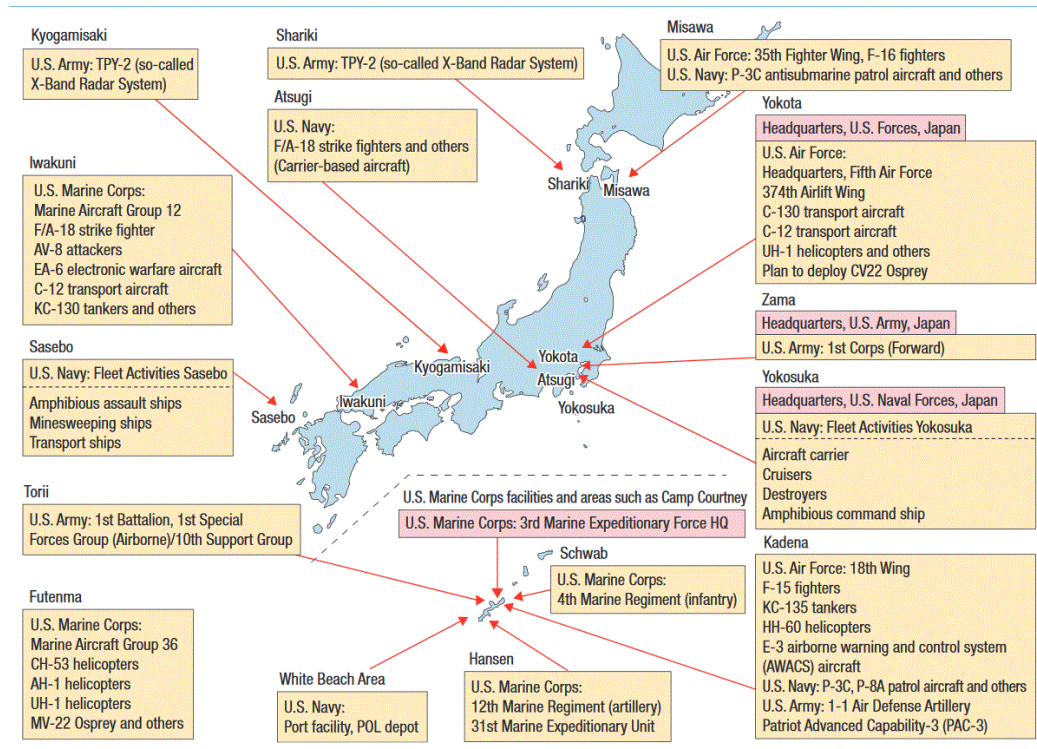 Kyogamisaki
U.S. Army: TPY-2 (so-called
X-Band Radar System)
Shariki
U.S. Army: TPY-2 (so-called X-Band Radar System)
Misawa
U.S. Air Force: 35th Fighter Wing, F-16 fighters
U.S. Navy: P-3C antisubmarine patrol aircraft and others
Atsugi
U.S. Navy:
F/A-18 strike fighters and others
(Carrier-based aircraft)
Yokota
Headquarters, U.S. Forces, Japan
U.S. Air Force:
Headquarters, Fifth Air Force
374th Airlift Wing
C-130 transport aircraft
C-12 transport aircraft
UH-1 helicopters and others
Plan to deploy CV22 Osprey
Iwakuni
U.S. Marine Corps:
Marine Aircraft Group 12
F/A-18 strike fighter
AV-8 attackers
EA-6 electronic warfare aircraft
C-12 transport aircraft
KC-130 tankers and others
Shariki
Misawa
Zama
Headquarters, U.S. Army, Japan
U.S. Army: 1st Corps (Forward)
Sasebo
U.S. Navy: Fleet Activities Sasebo
Amphibious assault ships
Minesweeping ships
Transport ships
Kyogamisaki
Yokota
Atsugi
Yokosuka
Iwakuni
Sasebo
Yokosuka
Headquarters, U.S. Naval Forces, Japan
U.S. Navy: Fleet Activities Yokosuka
Aircraft carrier
Cruisers
Destroyers
Amphibious command ship
Torii
U.S. Army: 1st Battalion, 1st Special
Forces Group (Airborne)/10th Support Group
U.S. Marine Corps facilities and areas such as Camp Courtney
U.S. Marine Corps: 3rd Marine Expeditionary Force HQ
Schwab
U.S. Marine Corps:
4th Marine Regiment (infantry)
Kadena
U.S. Air Force: 18th Wing
F-15 fighters
KC-135 tankers
HH-60 helicopters
E-3 airborne warning and control system
(AWACS) aircraft
U.S. Navy: P-3C, P-8A patrol aircraft and others
U.S. Army: 1-1 Air Defense Artillery
Patriot Advanced Capability-3 (PAC-3)
Futenma
U.S. Marine Corps:
Marine Aircraft Group 36
CH-53 helicopters
AH-1 helicopters
UH-1 helicopters
MV-22 Osprey and others
White Beach Area
U.S. Navy:
Port facility, POL depot
Hansen
U.S. Marine Corps:
12th Marine Regiment (artillery)
31st Marine Expeditionary Unit